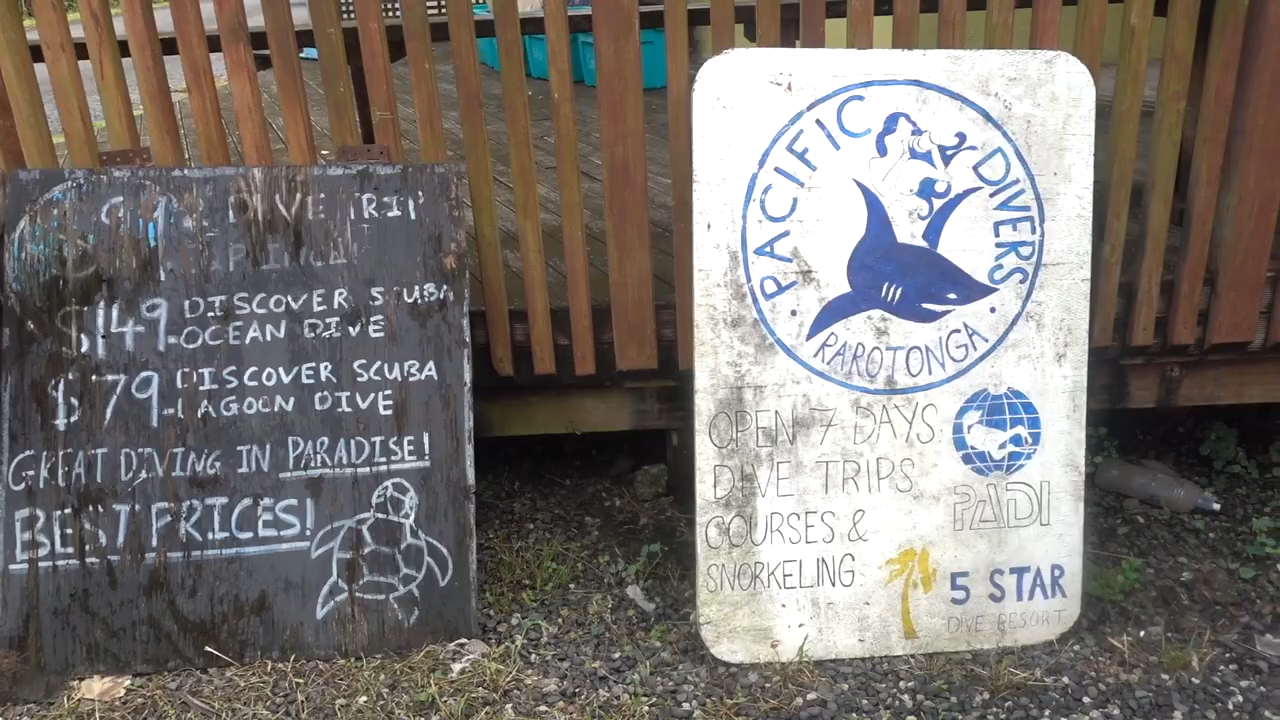 DIVE TRIP
$149 - DISCOVER SCUBA
OCEAN DIVE
$79 - DISCOVER SCUBA
LAGOON DIVE
GREAT DIVING IN PARADISE!
BEST PRICES!
PACIFIC DIVERS
RAROTONGA
OPEN 7 DAYS
DIVE TRIPS
COURSES &
SNORKELING
PADI
5 STAR
DIVE RESORT